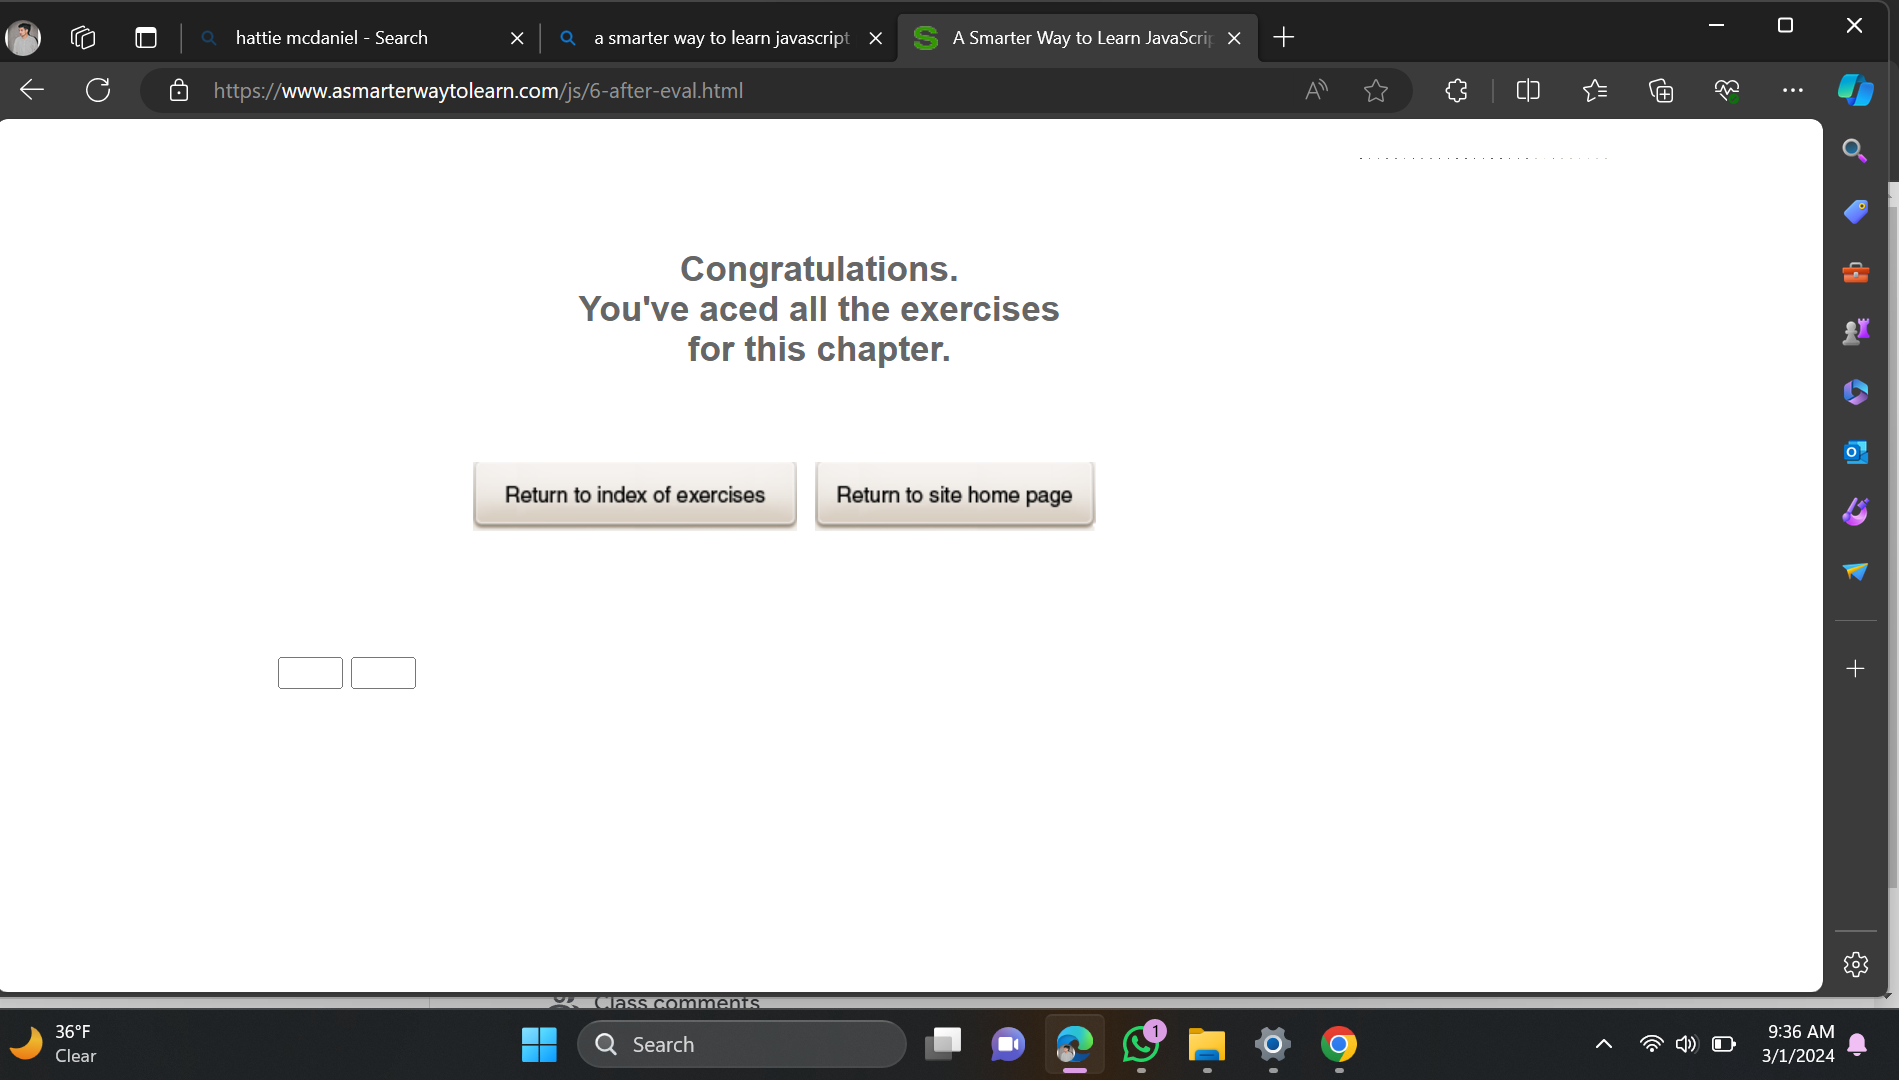 hattie mcdaniel - Search
a smarter way to learn javascript
A Smarter Way to Learn JavaScrip
https://www.asmarterwaytolearn.com/js/6-after-eval.html
Congratulations.
You've aced all the exercises
for this chapter.
Return to index of exercises
Return to site home page
Class comments
36°F
Clear
Search
1
9:36 AM
3/1/2024